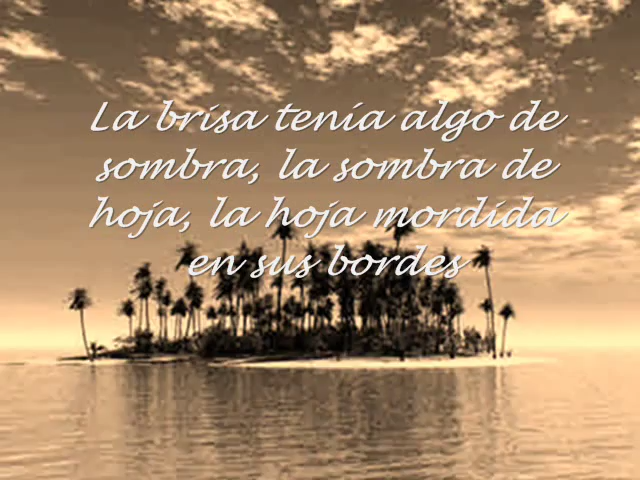 La brisa tenía algo de
sombra, la sombra de
hoja, la hoja mordida
en sus bordes